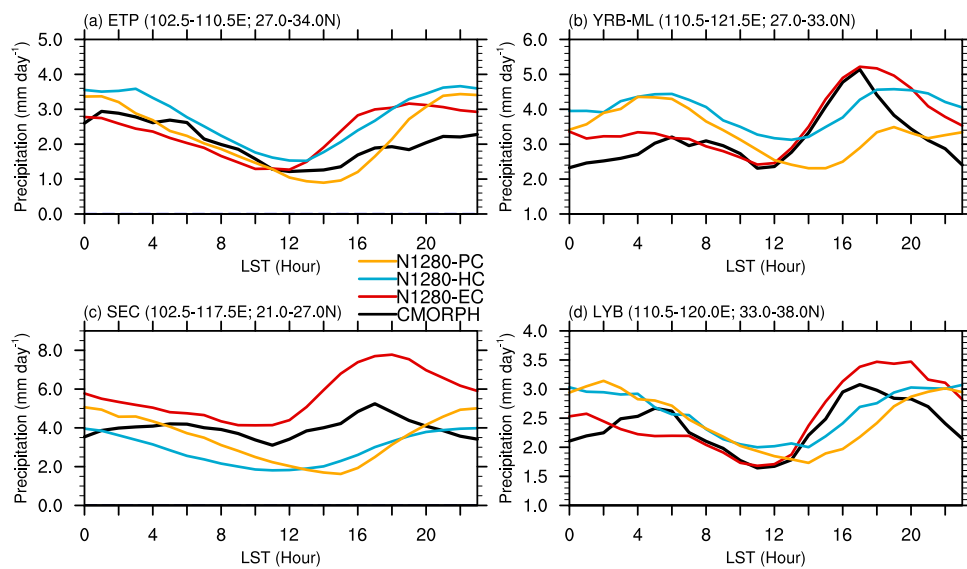 (a) ETP (102.5-110.5E; 27.0-34.0N)
(b) YRB-ML (110.5-121.5E; 27.0-33.0N)
Precipitation (mm day⁻¹)
5.0
4.0
3.0
2.0
1.0
0.0
0 4 8 12 16 20
LST (Hour)
Precipitation (mm day⁻¹)
6.0
5.0
4.0
3.0
2.0
1.0
0 4 8 12 16 20
LST (Hour)
N1280-PC
N1280-HC
N1280-EC
CMORPH
(c) SEC (102.5-117.5E; 21.0-27.0N)
(d) LYB (110.5-120.0E; 33.0-38.0N)
Precipitation (mm day⁻¹)
8.0
6.0
4.0
2.0
0.0
0 4 8 12 16 20
LST (Hour)
Precipitation (mm day⁻¹)
4.0
3.5
3.0
2.5
2.0
1.5
1.0
0 4 8 12 16 20
LST (Hour)